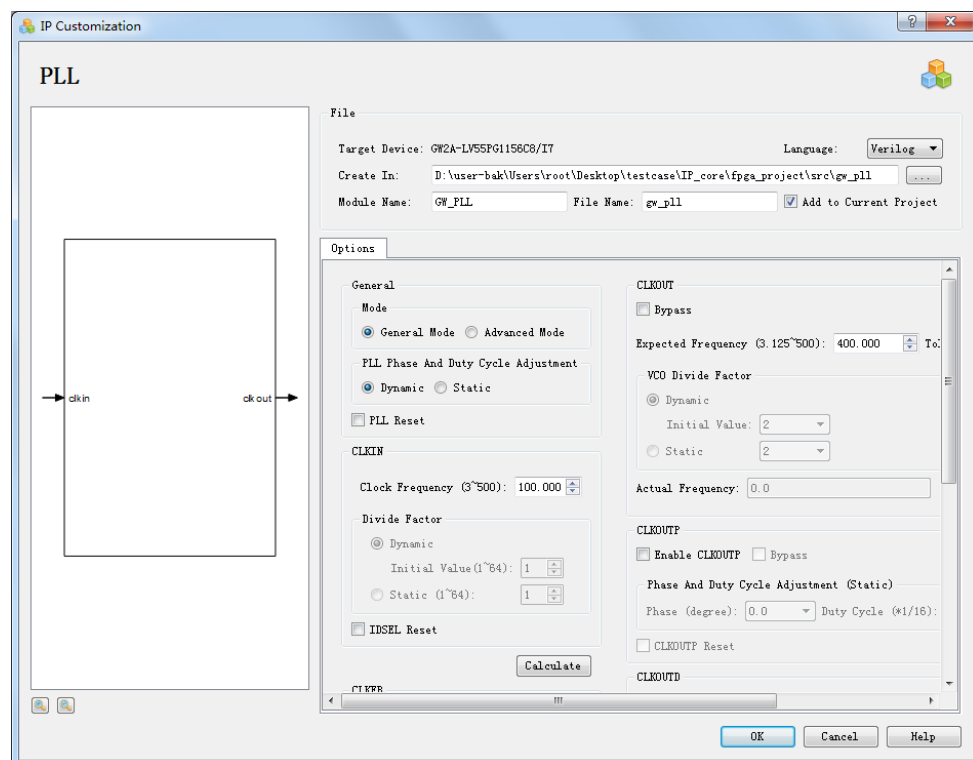 IP Customization
PLL
File
Target Device: GW2A-LV55PG1156C8/I7
Language: Verilog
Create In: D:\user-bak\Users\root\Desktop\testcase\IP_core\fpga_project\src\gw_pll ...
Module Name: GW_PLL File Name: gw_pll Add to Current Project
Options
clkin
clkout
General
Mode
General Mode Advanced Mode
PLL Phase And Duty Cycle Adjustment
Dynamic Static
PLL Reset
CLKIN
Clock Frequency (3~500): 100.000
Divide Factor
Dynamic
Initial Value(1~64): 1
Static (1~64): 1
IDSEL Reset
Calculate
CLKFB
CLKOUT
Bypass
Expected Frequency (3.125~500): 400.000
VCO Divide Factor
Dynamic
Initial Value: 2
Static 2
Actual Frequency: 0.0
CLKOUTP
Enable CLKOUTP Bypass
Phase And Duty Cycle Adjustment (Static)
Phase (degree): 0.0 Duty Cycle (*1/16):
CLKOUTP Reset
CLKOUTD
OK Cancel Help